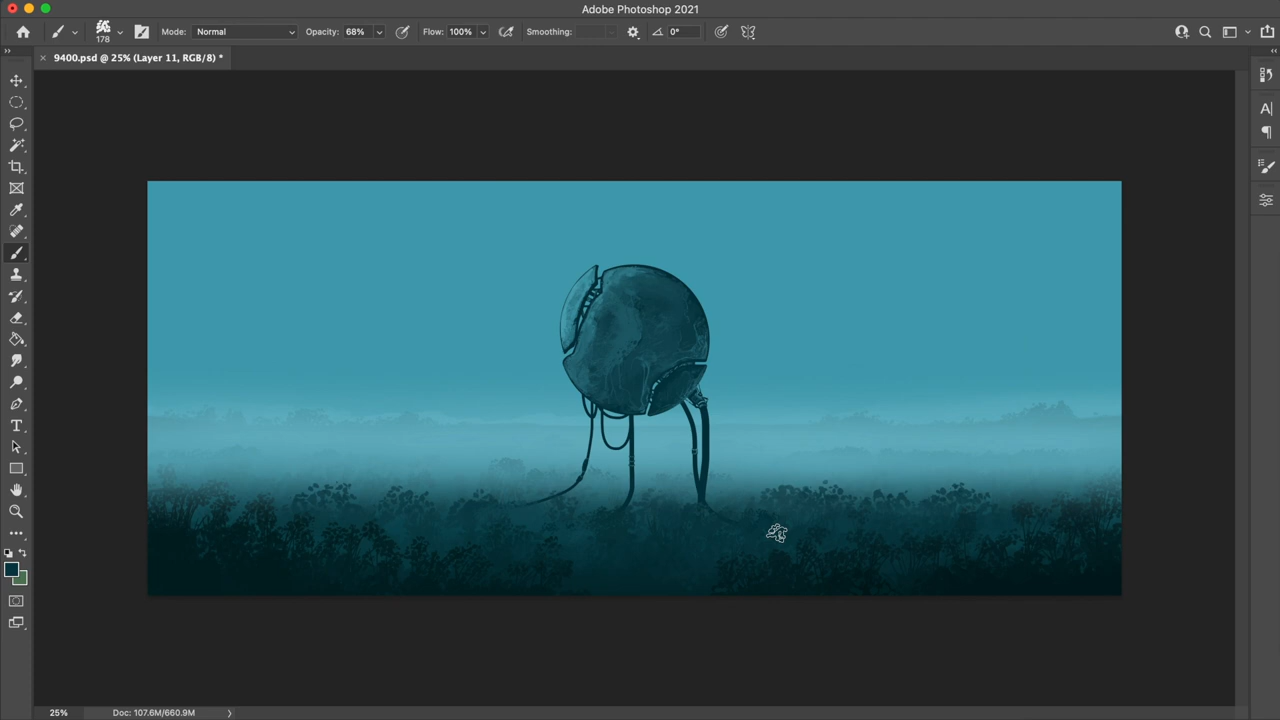 Adobe Photoshop 2021
178
Mode: Normal
Opacity: 68%
Flow: 100%
Smoothing:
0°
9400.psd @ 25% (Layer 11, RGB/8) *
25%
Doc: 107.6M/660.9M